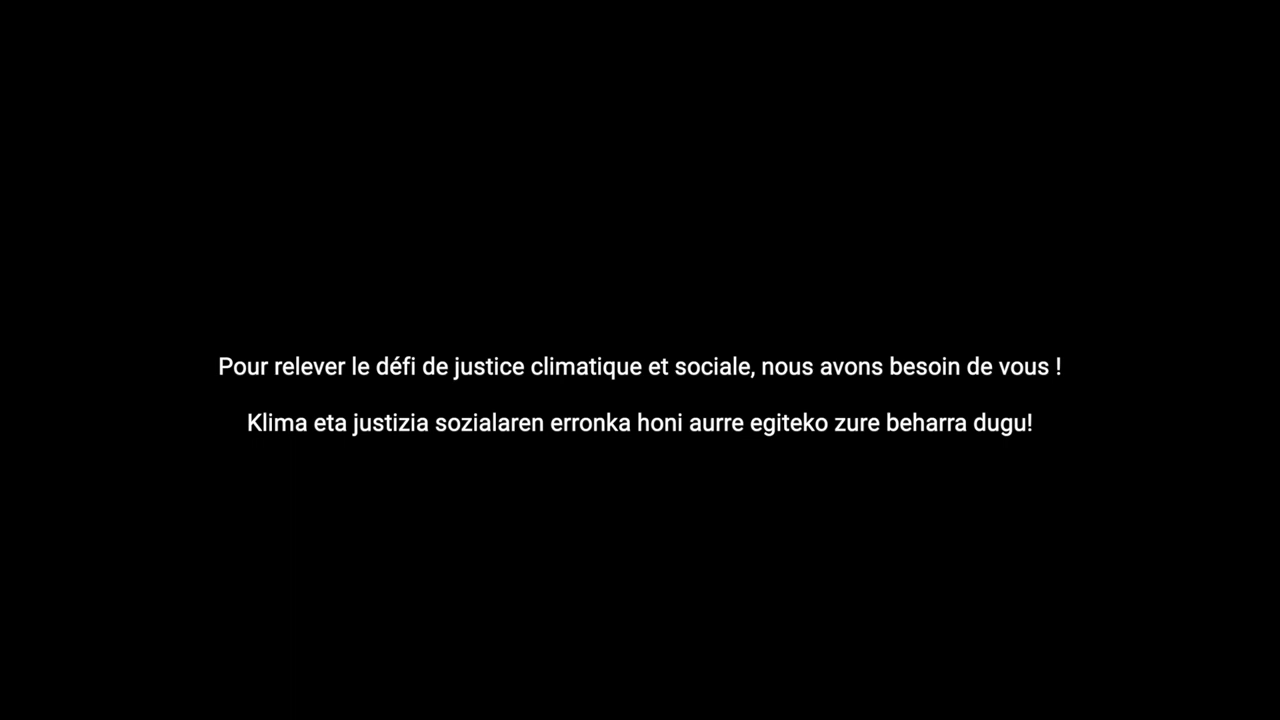 Pour relever le défi de justice climatique et sociale, nous avons besoin de vous !
Klima eta justizia sozialaren erronka honi aurre egiteko zure beharra dugu!